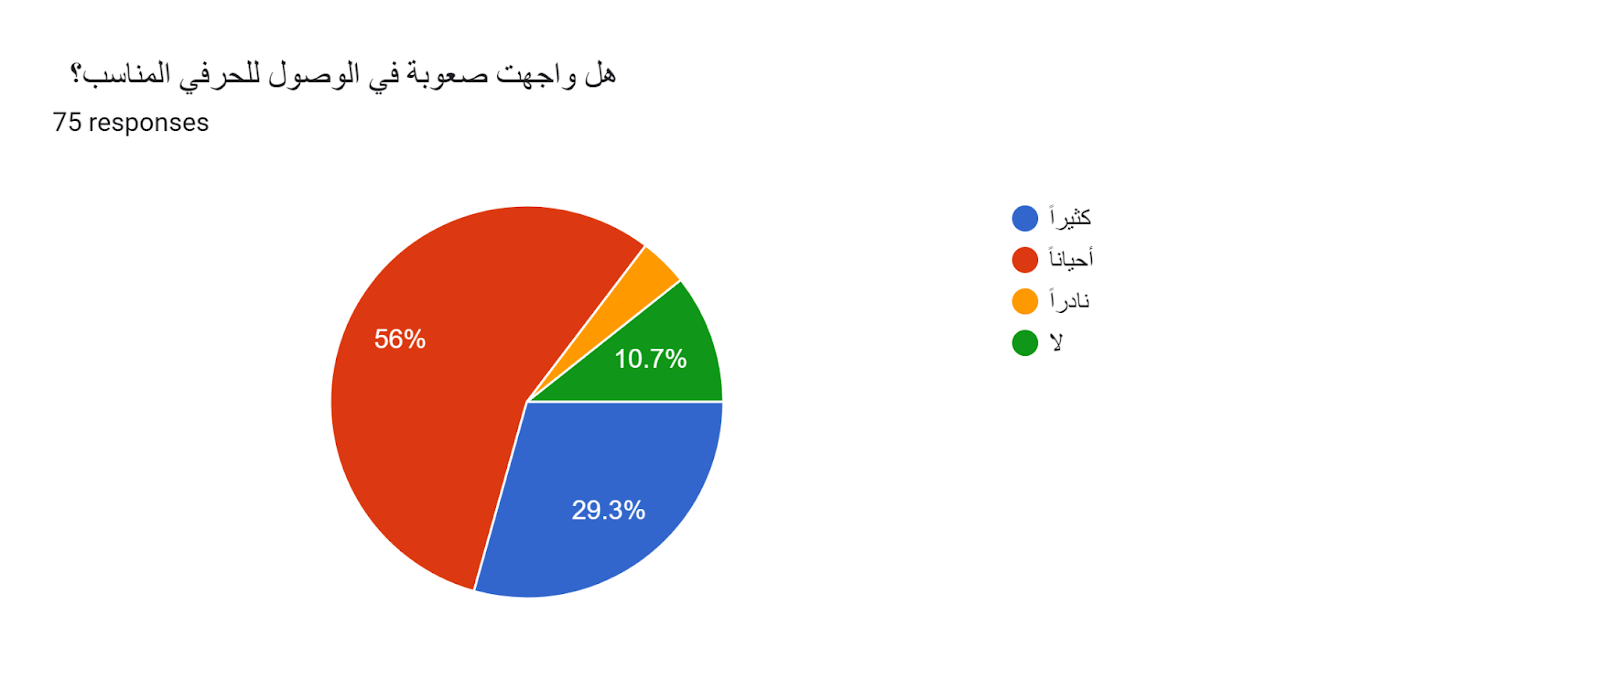 هل واجهت صعوبة في الوصول للحرفي المناسب؟
75 responses
كثيراً
أحياناً
نادراً
لا
56%
10.7%
29.3%